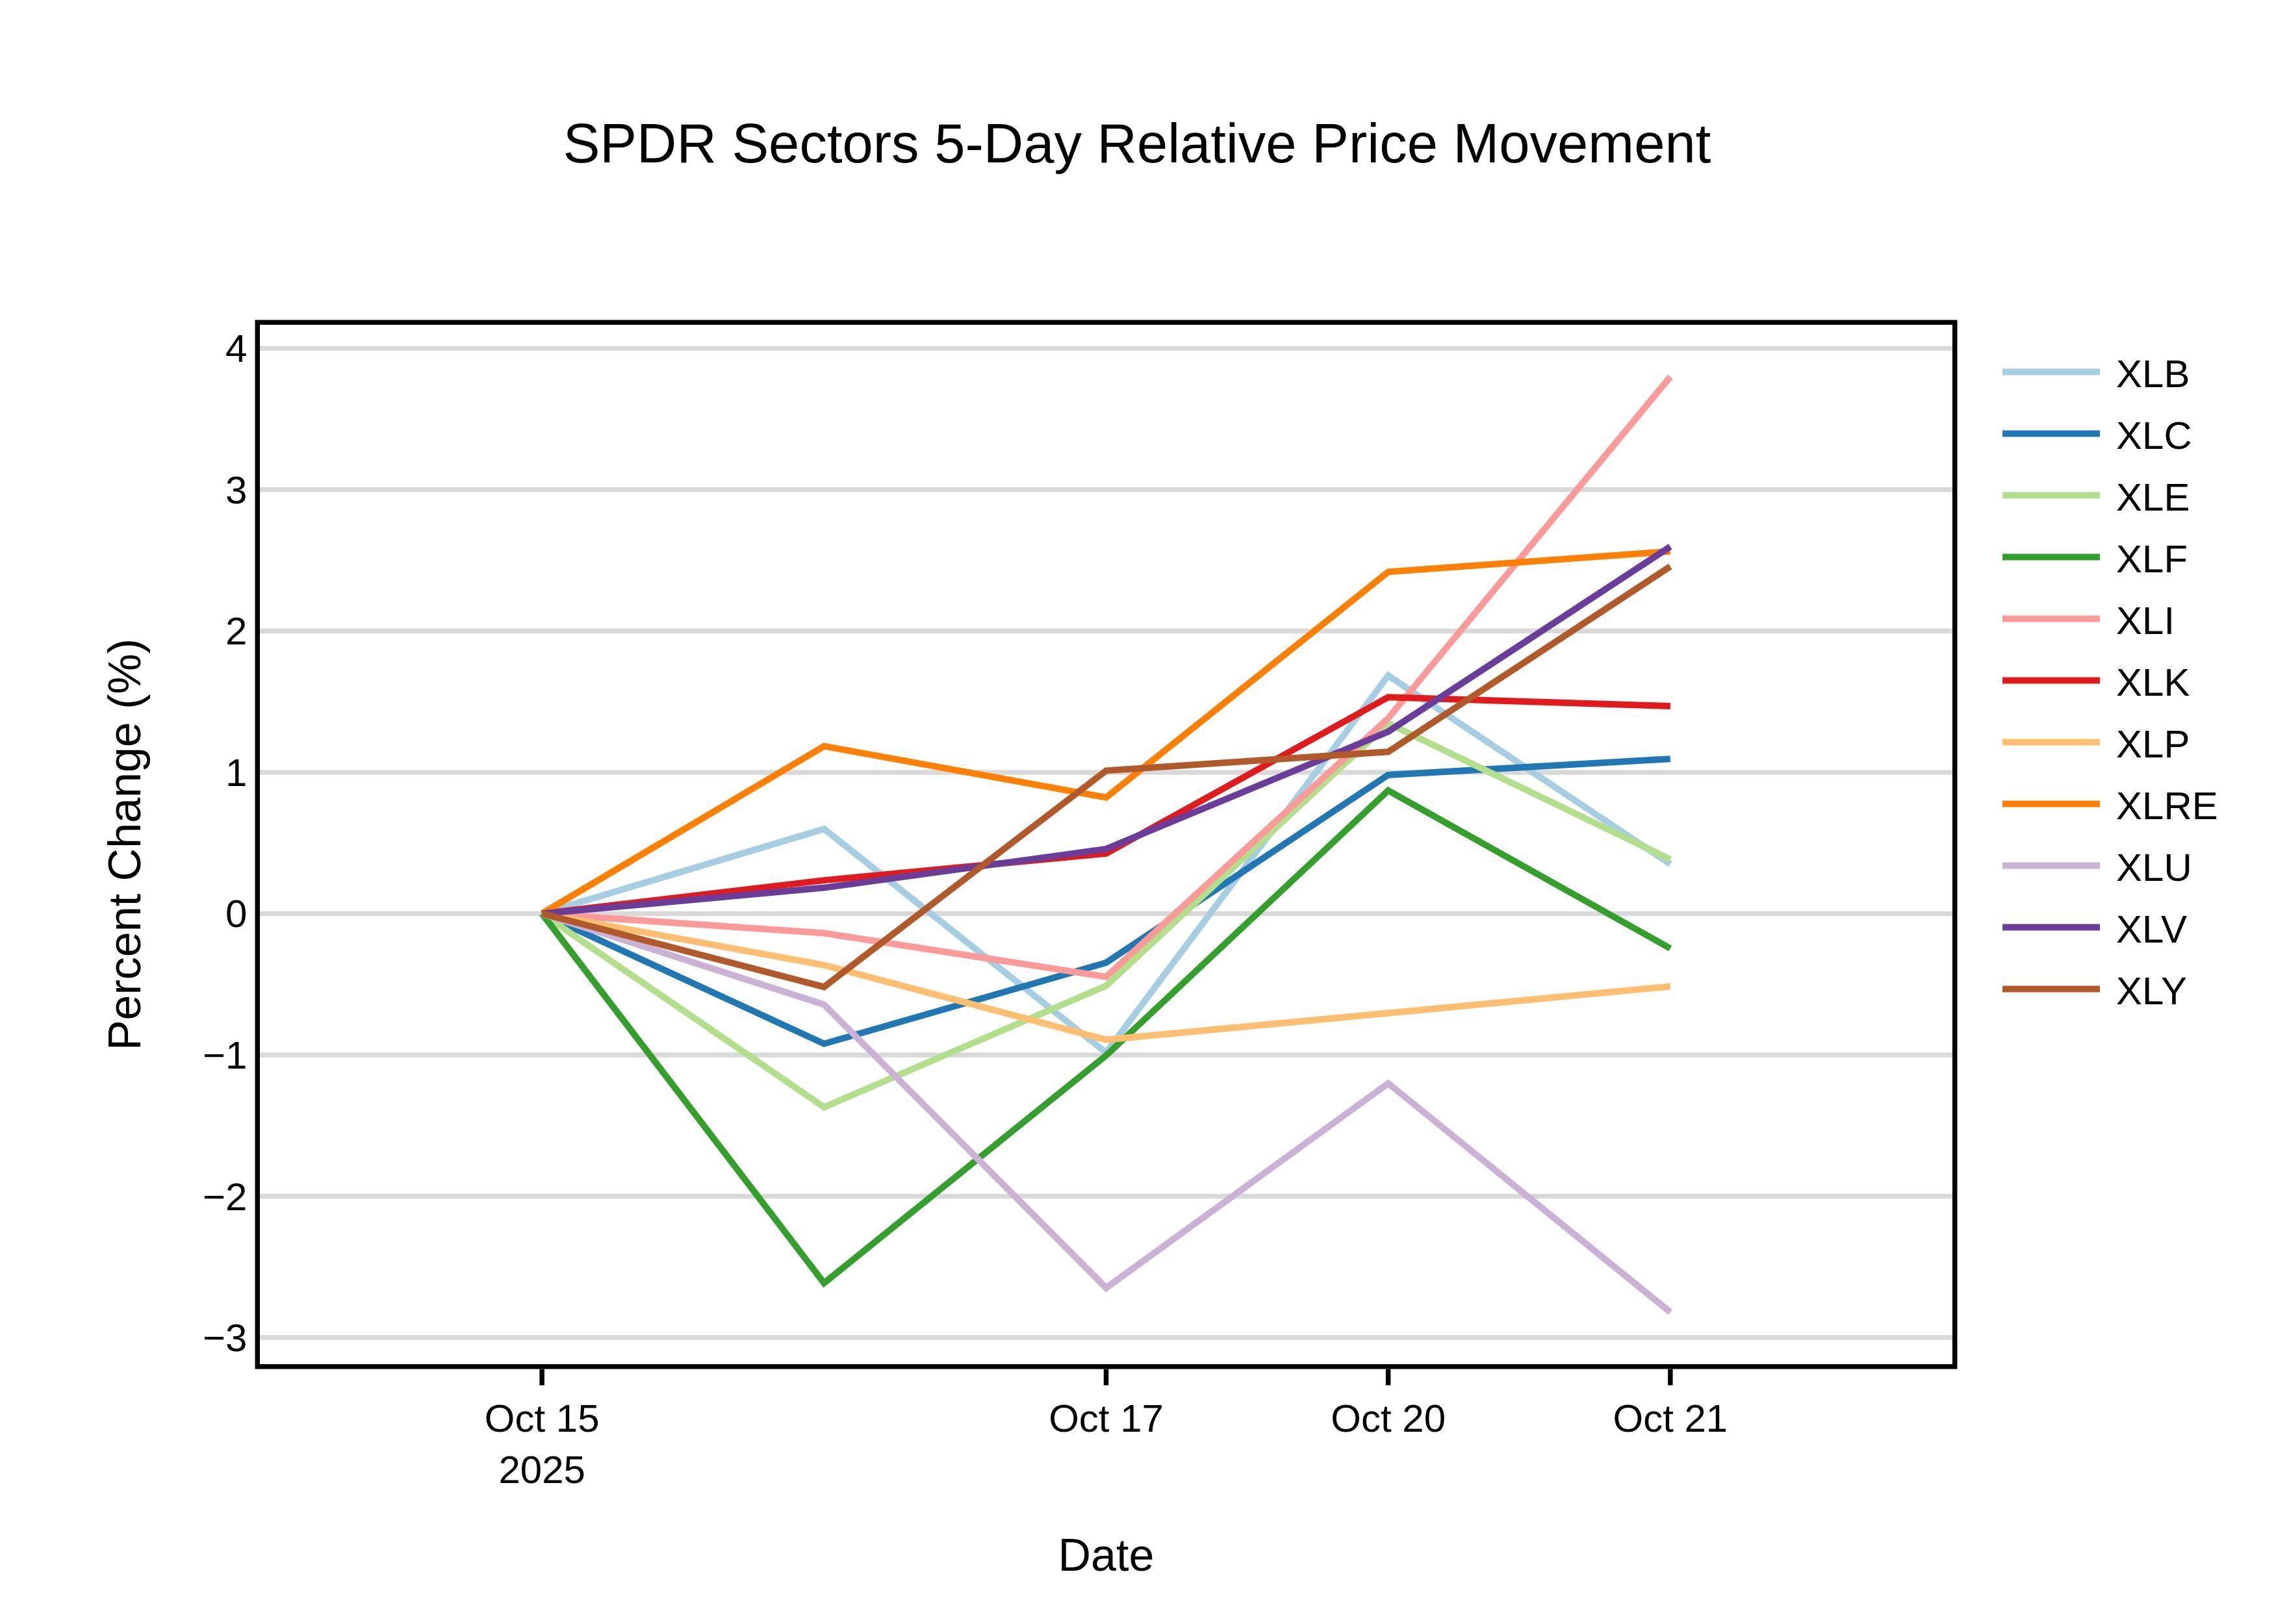 SPDR Sectors 5-Day Relative Price Movement
Percent Change (%)
4
3
2
1
0
−1
−2
−3
Oct 15
2025
Oct 17
Oct 20
Oct 21
Date
XLB
XLC
XLE
XLF
XLI
XLK
XLP
XLRE
XLU
XLV
XLY